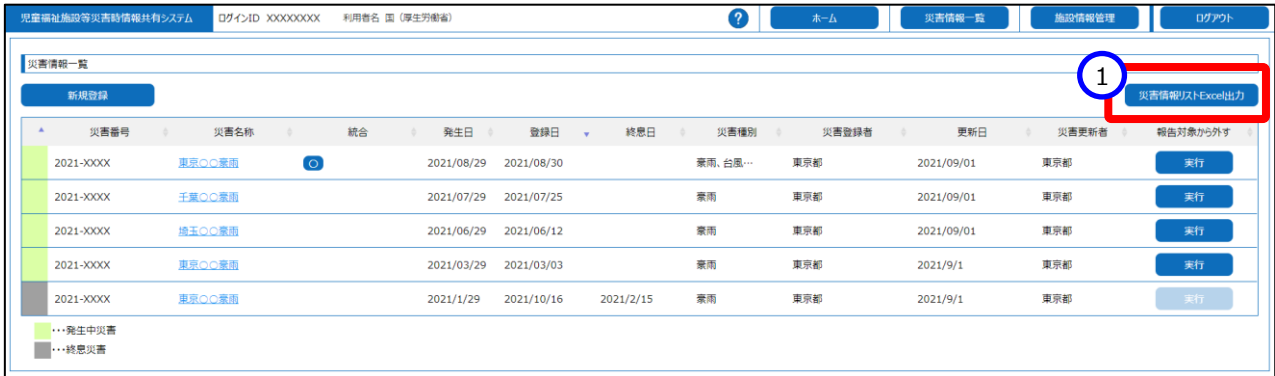 児童福祉施設等災害時情報共有システム ログインID XXXXXXXX 利用者名 国（厚生労働省） ? ホーム 災害情報一覧 施設情報管理 ログアウト
災害情報一覧
1
新規登録 災害情報リストExcel出力
災害番号 災害名称 統合 発生日 登録日 終息日 災害種別 災害登録者 更新日 災害更新者 報告対象から外す
2021-XXXX 東京〇〇豪雨 〇 2021/08/29 2021/08/30 豪雨、台風… 東京都 2021/09/01 東京都 実行
2021-XXXX 千葉〇〇豪雨 2021/07/29 2021/07/25 豪雨 東京都 2021/09/01 東京都 実行
2021-XXXX 埼玉〇〇豪雨 2021/06/29 2021/06/12 豪雨 東京都 2021/09/01 東京都 実行
2021-XXXX 東京〇〇豪雨 2021/03/29 2021/03/03 豪雨 東京都 2021/9/1 東京都 実行
2021-XXXX 東京〇〇豪雨 2021/1/29 2021/10/16 2021/2/15 豪雨 東京都 2021/9/1 東京都 実行
･･･発生中災害
･･･終息災害